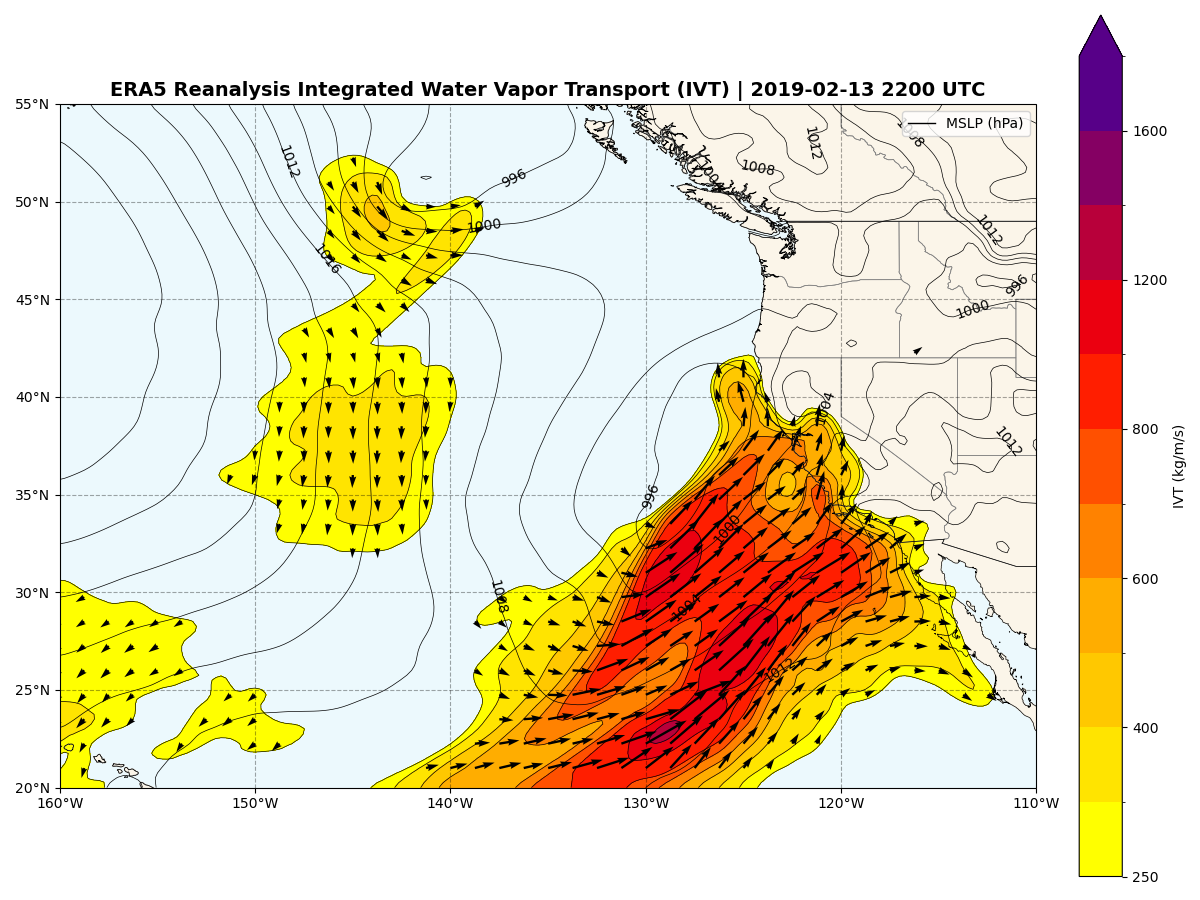 ERA5 Reanalysis Integrated Water Vapor Transport (IVT) | 2019-02-13 2200 UTC
55°N
50°N
45°N
40°N
35°N
30°N
25°N
20°N
160°W
150°W
140°W
130°W
120°W
110°W
MSLP (hPa)
1012
1016
996
1000
1008
1012
1008
1012
996
1000
1004
1012
996
1000
1004
1008
1012
1600
1200
800
600
400
250
IVT (kg/m/s)